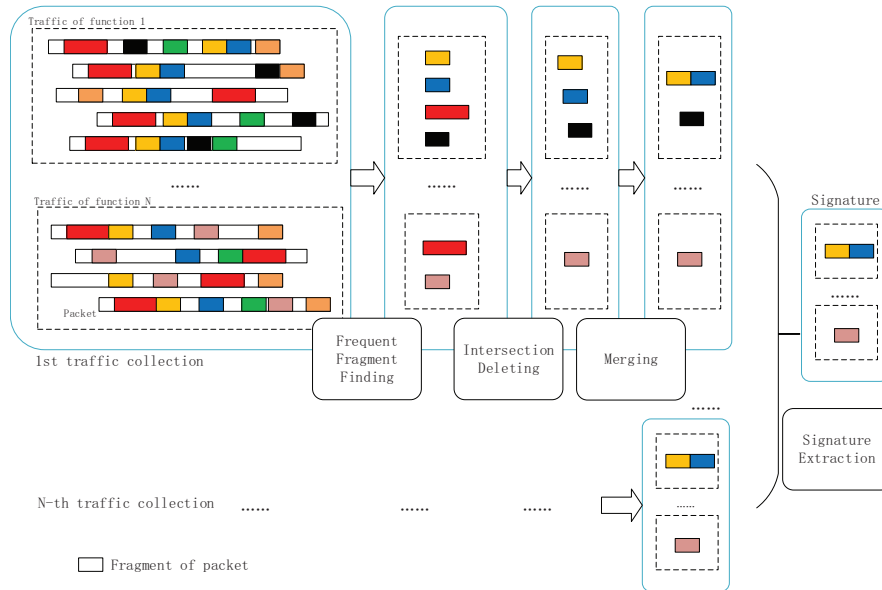 Traffic of function 1
……
Traffic of function N
Packet
1st traffic collection
Frequent
Fragment
Finding
……
Intersection
Deleting
……
Merging
……
Signature
……
Signature
Extraction
……
N-th traffic collection
……
……
……
……
Fragment of packet